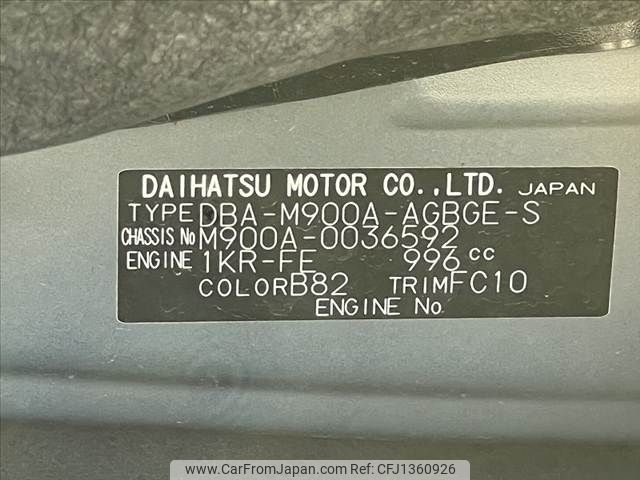 DAIHATSU MOTOR CO.,LTD. JAPAN
TYPE DBA-M900A-AGBGE-S
CHASSIS No M900A-0036592
ENGINE 1KR-FE 996 cc
COLOR B82 TRIM FC10
ENGINE No.
www.CarFromJapan.com CFJ1360926